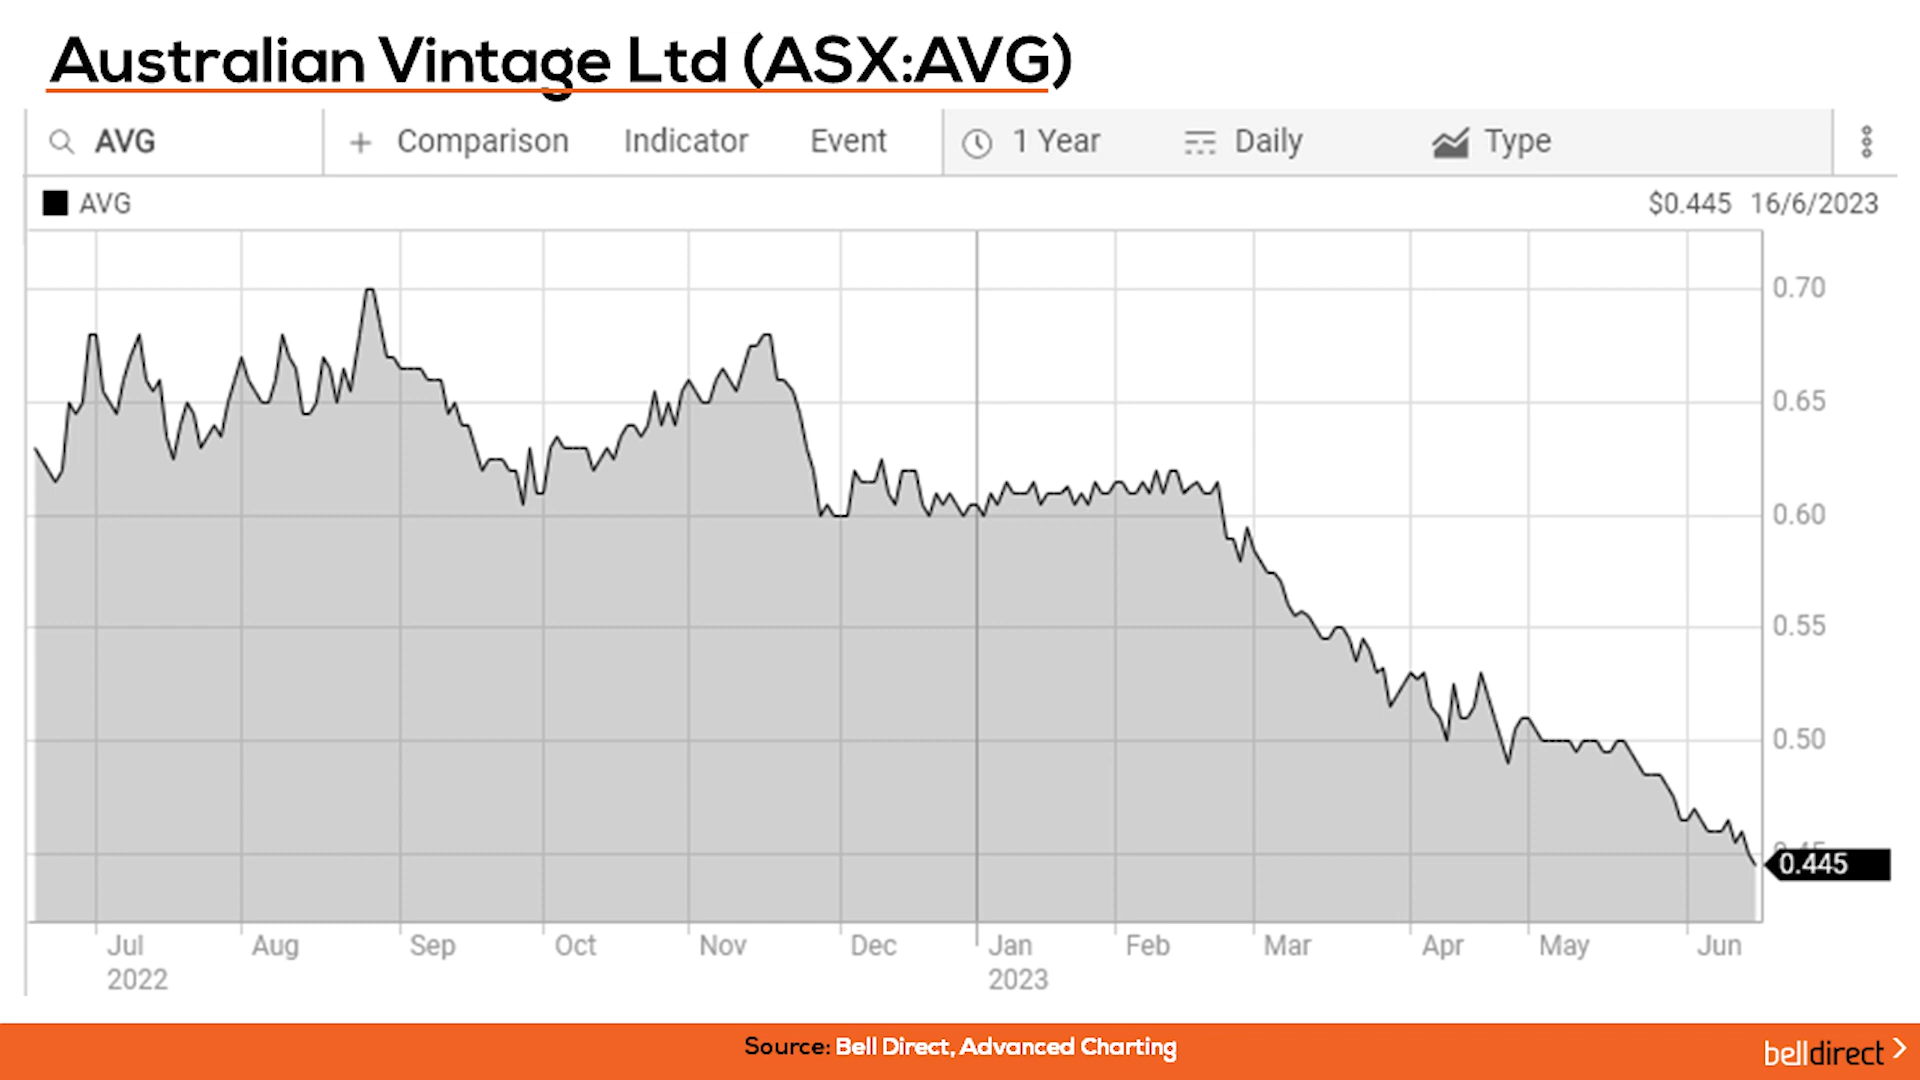 Australian Vintage Ltd (ASX:AVG)
AVG + Comparison Indicator Event 1 Year Daily Type
AVG $0.445 16/6/2023
0.70
0.65
0.60
0.55
0.50
0.445
Jul Aug Sep Oct Nov Dec Jan Feb Mar Apr May Jun
2022 2023
Source: Bell Direct, Advanced Charting
belldirect